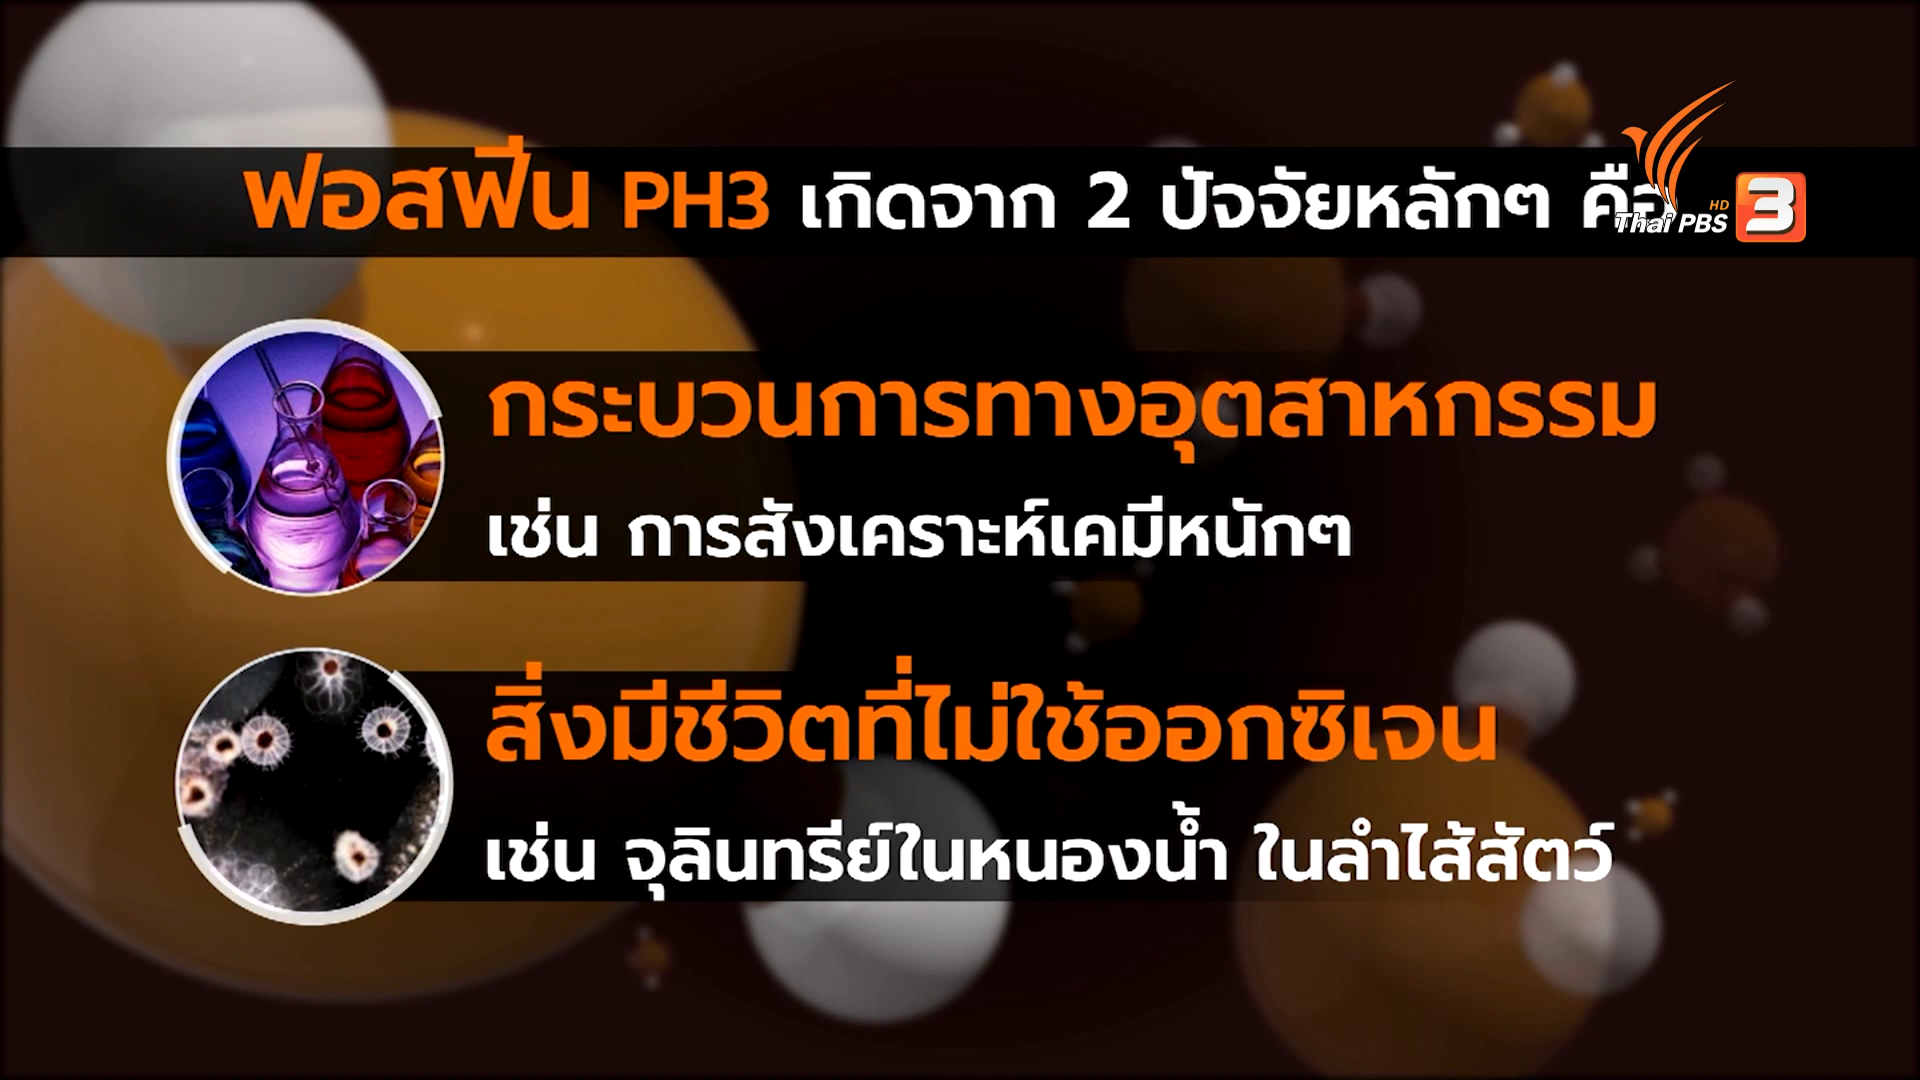 ฟอสฟีน PH3 เกิดจาก 2 ปัจจัยหลักๆ คือ
HD
Thai PBS 3
กระบวนการทางอุตสาหกรรม
เช่น การสังเคราะห์เคมีหนักๆ
สิ่งมีชีวิตที่ไม่ใช้ออกซิเจน
เช่น จุลินทรีย์ในหนองน้ำ ในลำไส้สัตว์